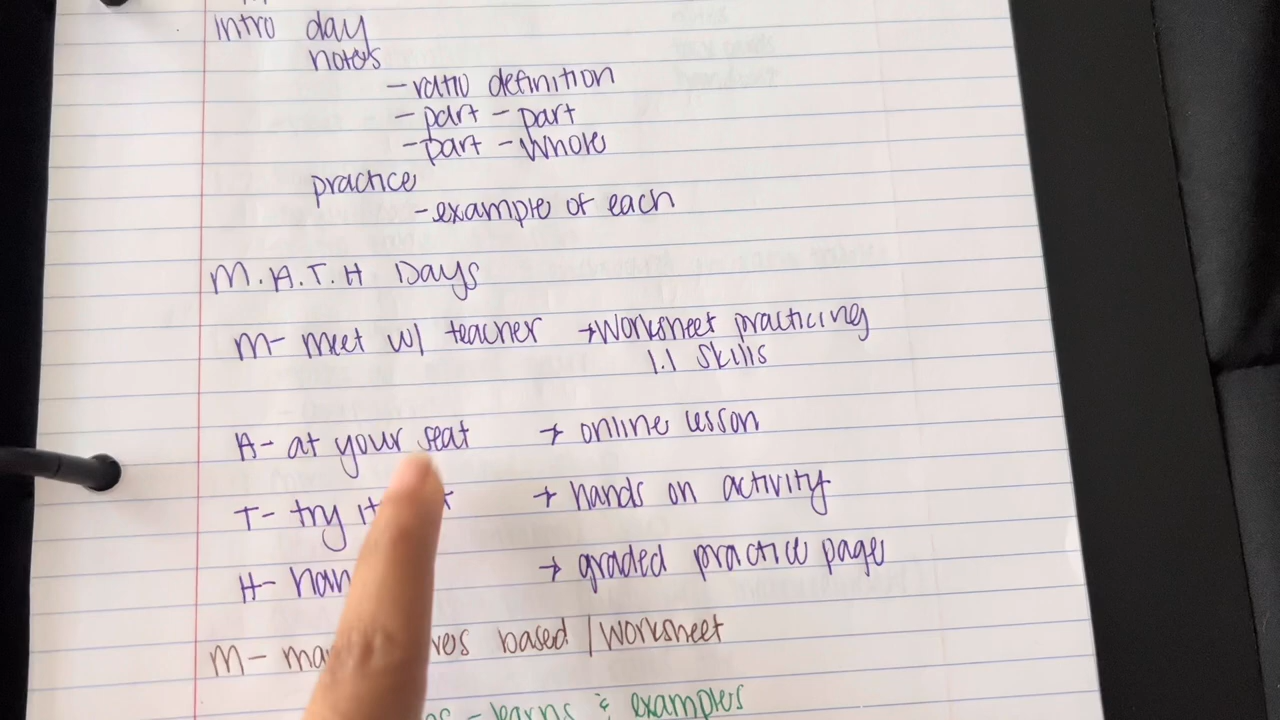 intro day
notes
- ratio definition
- part - part
- part - whole
practice
- example of each
M.A.T.H Days
M- meet w/ teacher → worksheet practicing
1.1 skills
A- at your seat → online lesson
T- try it → hands on activity
H- → graded practice page
M- based / worksheet
- learns & examples